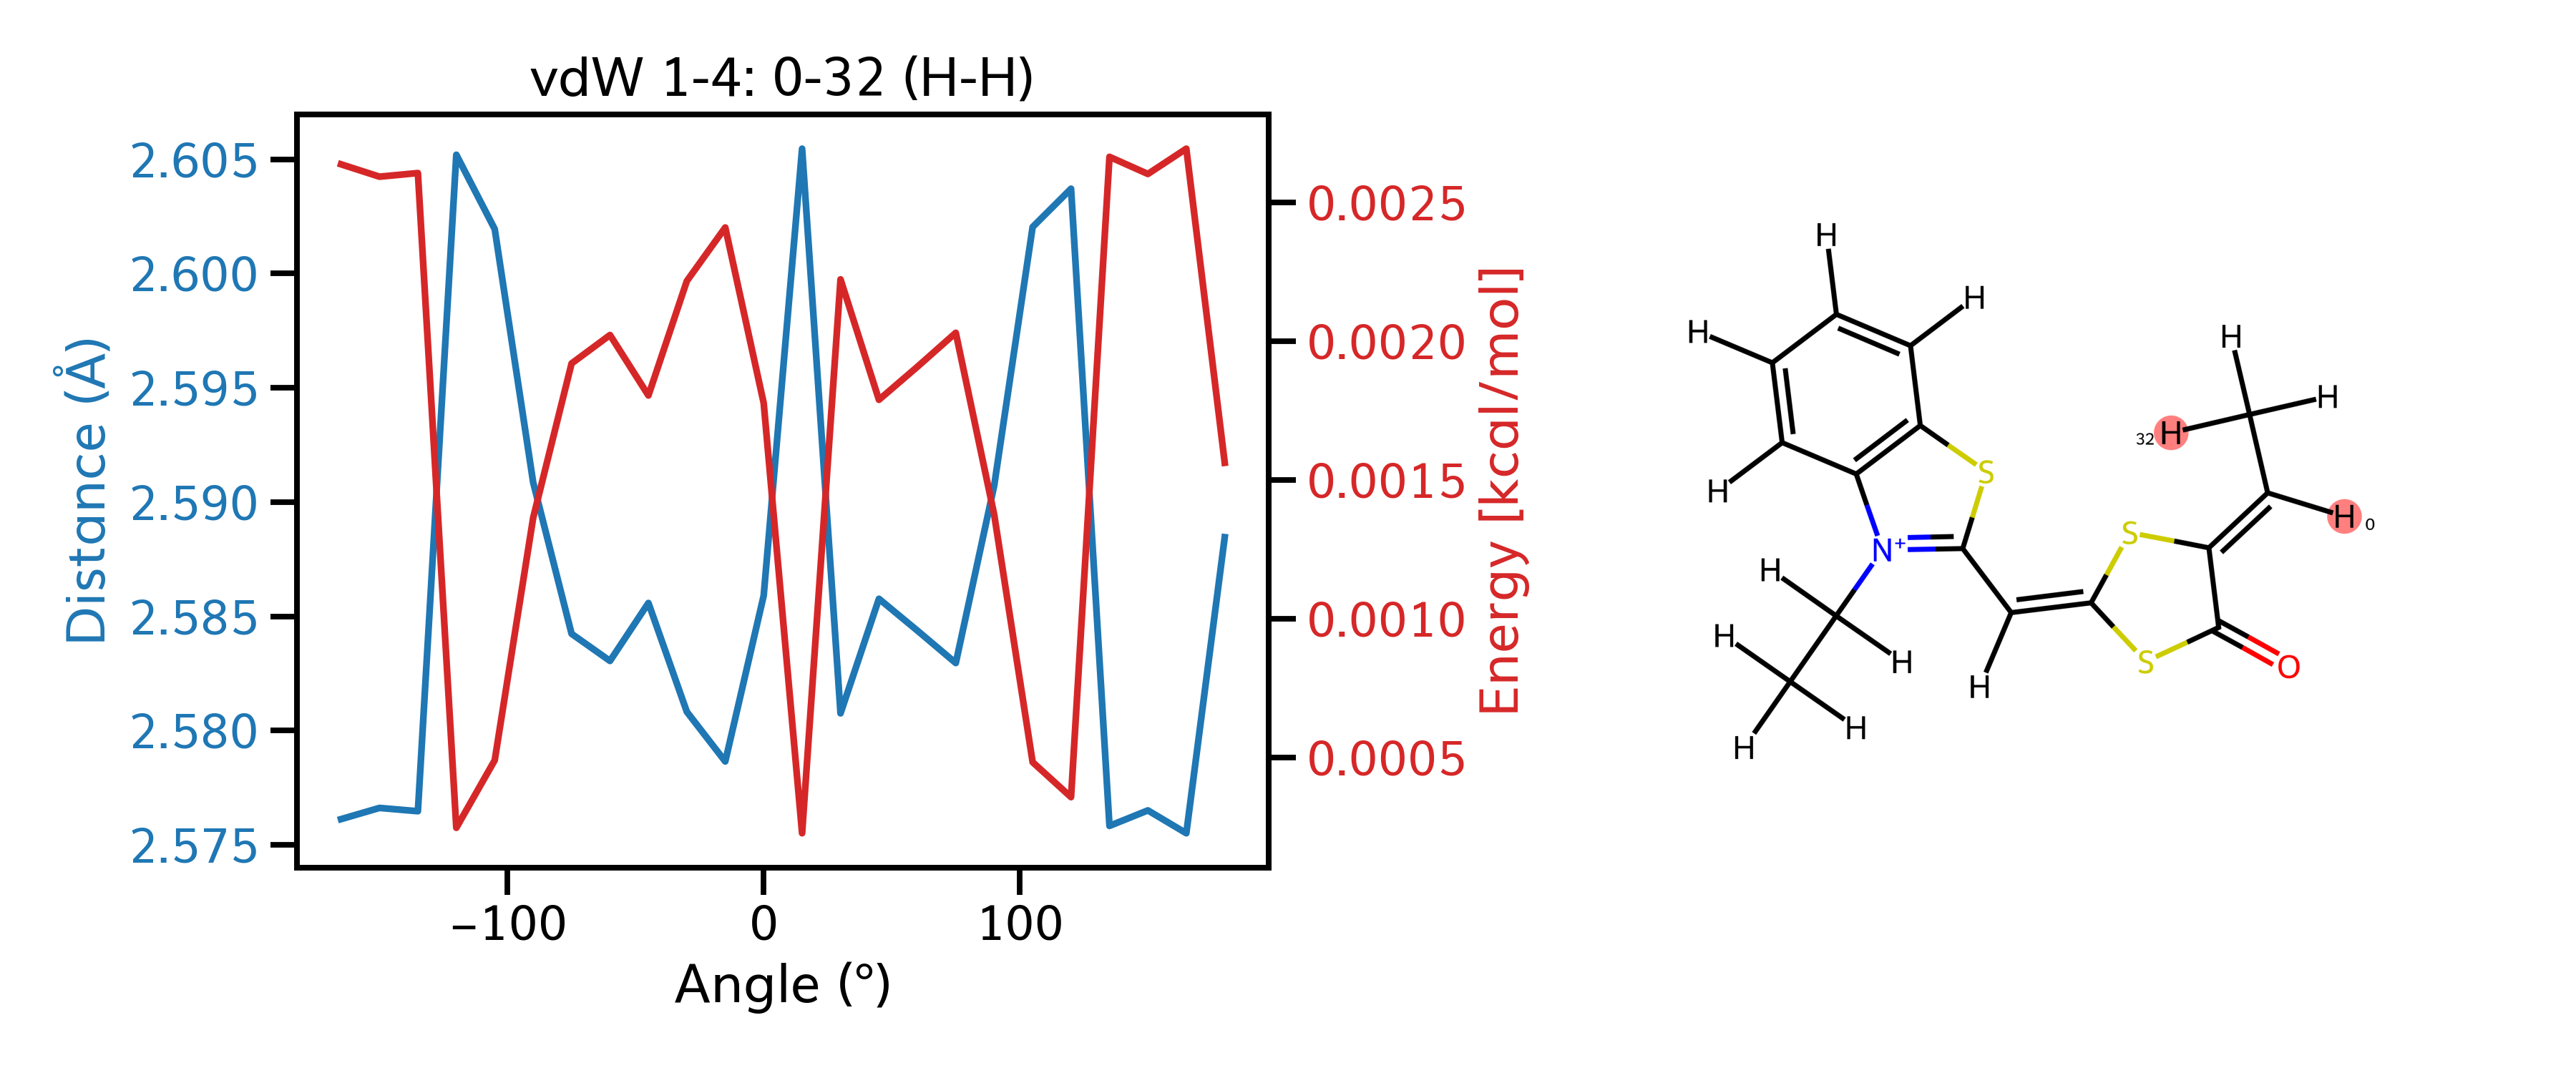 vdW 1-4: 0-32 (H-H)
Distance (Å)
2.605
2.600
2.595
2.590
2.585
2.580
2.575
−100
0
100
Angle (°)
0.0025
0.0020
0.0015
0.0010
0.0005
Energy [kcal/mol]
H
H
H
H
H
H
32 H
H
S
H 0
N+
S
H
H
H
S
O
H
H
H